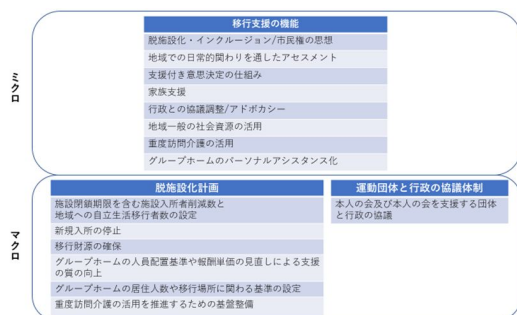 移行支援の機能
脱施設化・インクルージョン/市民権の思想
地域での日常的関わりを通したアセスメント
支援付き意思決定の仕組み
家族支援
行政との協議調整/アドボカシー
地域一般の社会資源の活用
重度訪問介護の活用
グループホームのパーソナルアシスタンス化
ミクロ
脱施設化計画
施設閉鎖期限を含む施設入所者削減数と
地域への自立生活移行者数の設定
新規入所の停止
移行財源の確保
グループホームの人員配置基準や報酬単価の見直しによる支援
の質の向上
グループホームの居住人数や移行場所に関わる基準の設定
重度訪問介護の活用を推進するための基盤整備
運動団体と行政の協議体制
本人の会及び本人の会を支援する団体
と行政の協議
マクロ